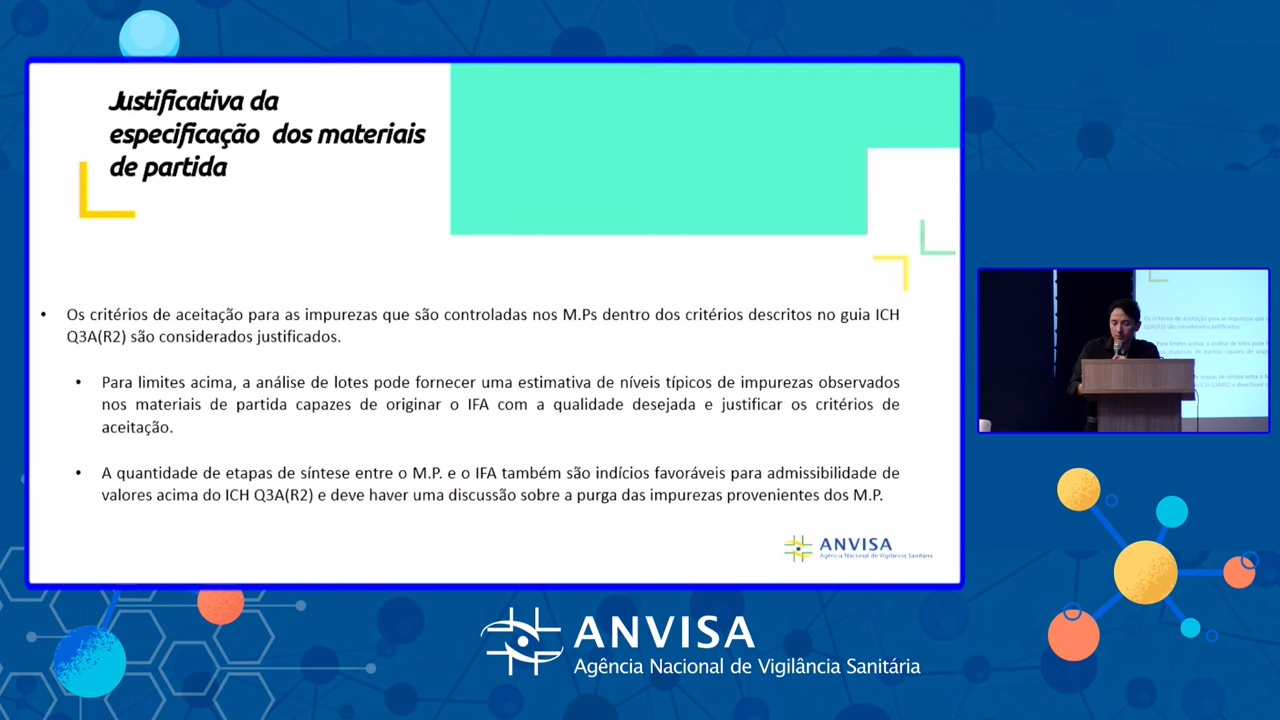 Justificativa da
especificação dos materiais
de partida
• Os critérios de aceitação para as impurezas que são controladas nos M.Ps dentro dos critérios descritos no guia ICH
Q3A(R2) são considerados justificados.
• Para limites acima, a análise de lotes pode fornecer uma estimativa de níveis típicos de impurezas observados
nos materiais de partida capazes de originar o IFA com a qualidade desejada e justificar os critérios de
aceitação.
• A quantidade de etapas de síntese entre o M.P. e o IFA também são indícios favoráveis para admissibilidade de
valores acima do ICH Q3A(R2) e deve haver uma discussão sobre a purga das impurezas provenientes dos M.P.
ANVISA
Agência Nacional de Vigilância Sanitária
ANVISA
Agência Nacional de Vigilância Sanitária